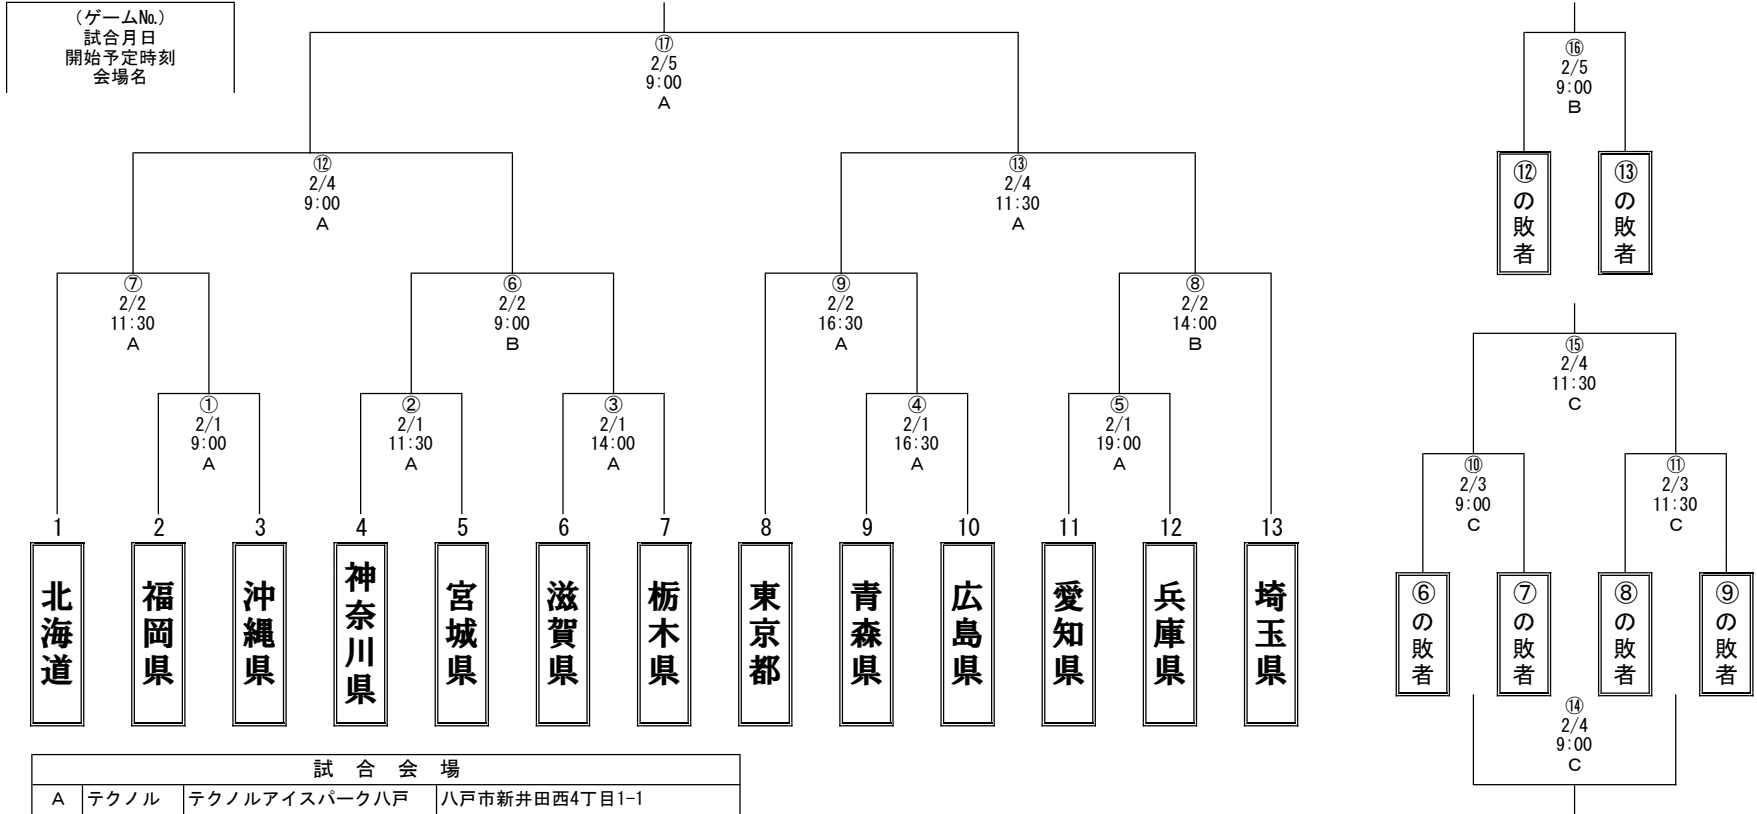 （ゲームNo.）
試合月日
開始予定時刻
会場名
⑰
2/5
9:00
A
⑫
2/4
9:00
A
⑬
2/4
11:30
A
⑦
2/2
11:30
A
⑥
2/2
9:00
B
⑨
2/2
16:30
A
⑧
2/2
14:00
B
①
2/1
9:00
A
②
2/1
11:30
A
③
2/1
14:00
A
④
2/1
16:30
A
⑤
2/1
19:00
A
1 2 3 4 5 6 7 8 9 10 11 12 13
北海道
福岡県
沖縄県
神奈川県
宮城県
滋賀県
栃木県
東京都
青森県
広島県
愛知県
兵庫県
埼玉県
⑯
2/5
9:00
B
⑫の敗者
⑬の敗者
⑮
2/4
11:30
C
⑩
2/3
9:00
C
⑪
2/3
11:30
C
⑥の敗者
⑦の敗者
⑧の敗者
⑨の敗者
⑭
2/4
9:00
C
試合会場
A テクノル テクノルアイスパーク八戸 八戸市新井田西4丁目1-1